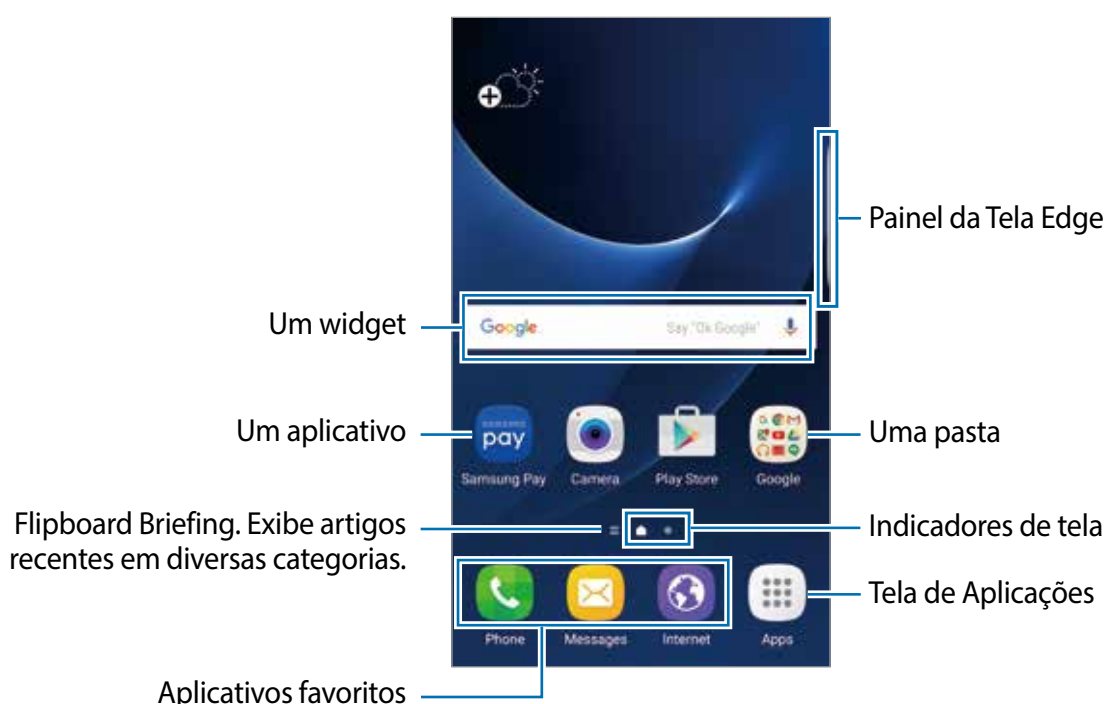 Painel da Tela Edge
Um widget
Google
Say "Ok Google"
Um aplicativo
pay
Uma pasta
Samsung Pay
Camera
Play Store
Google
Flipboard Briefing. Exibe artigos
recentes em diversas categorias.
Indicadores de tela
Tela de Aplicações
Phone
Messages
Internet
Apps
Aplicativos favoritos